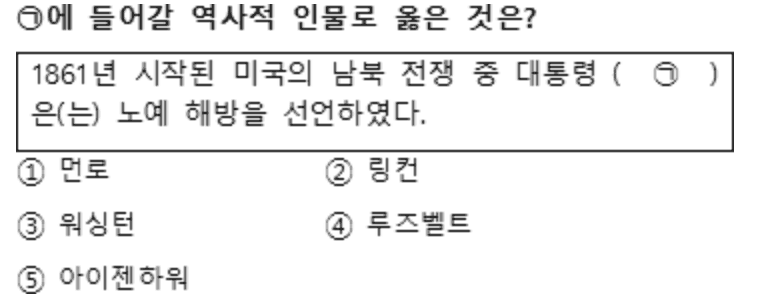 ㉠에 들어갈 역사적 인물로 옳은 것은?
1861년 시작된 미국의 남북 전쟁 중 대통령 ( ㉠ )
은(는) 노예 해방을 선언하였다.
① 먼로 ② 링컨
③ 워싱턴 ④ 루즈벨트
⑤ 아이젠하워